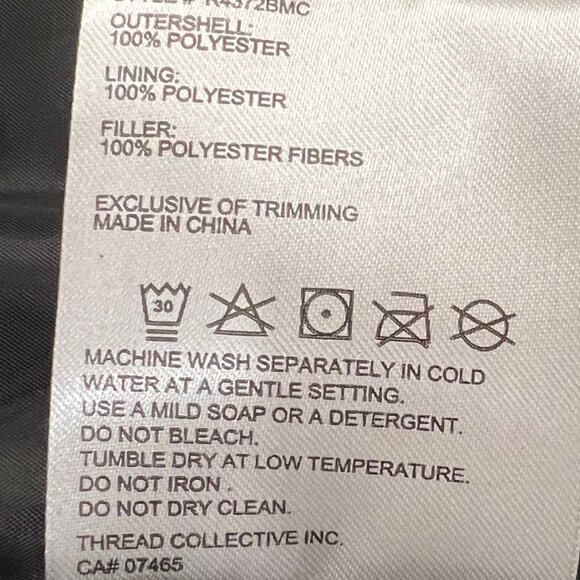 STYLE# R4372BMC
OUTERSHELL:
100% POLYESTER
LINING:
100% POLYESTER
FILLER:
100% POLYESTER FIBERS
EXCLUSIVE OF TRIMMING
MADE IN CHINA
30
MACHINE WASH SEPARATELY IN COLD
WATER AT A GENTLE SETTING.
USE A MILD SOAP OR A DETERGENT.
DO NOT BLEACH.
TUMBLE DRY AT LOW TEMPERATURE.
DO NOT IRON .
DO NOT DRY CLEAN.
THREAD COLLECTIVE INC.
CA# 07465